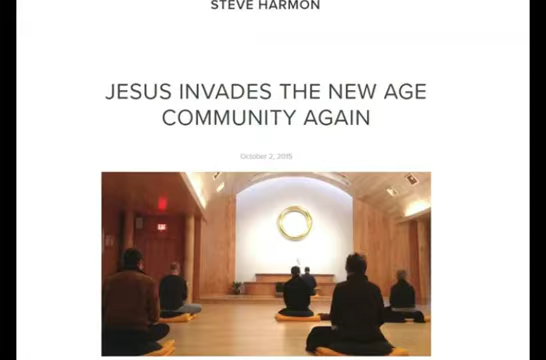 STEVE HARMON
JESUS INVADES THE NEW AGE
COMMUNITY AGAIN
October 2, 2015